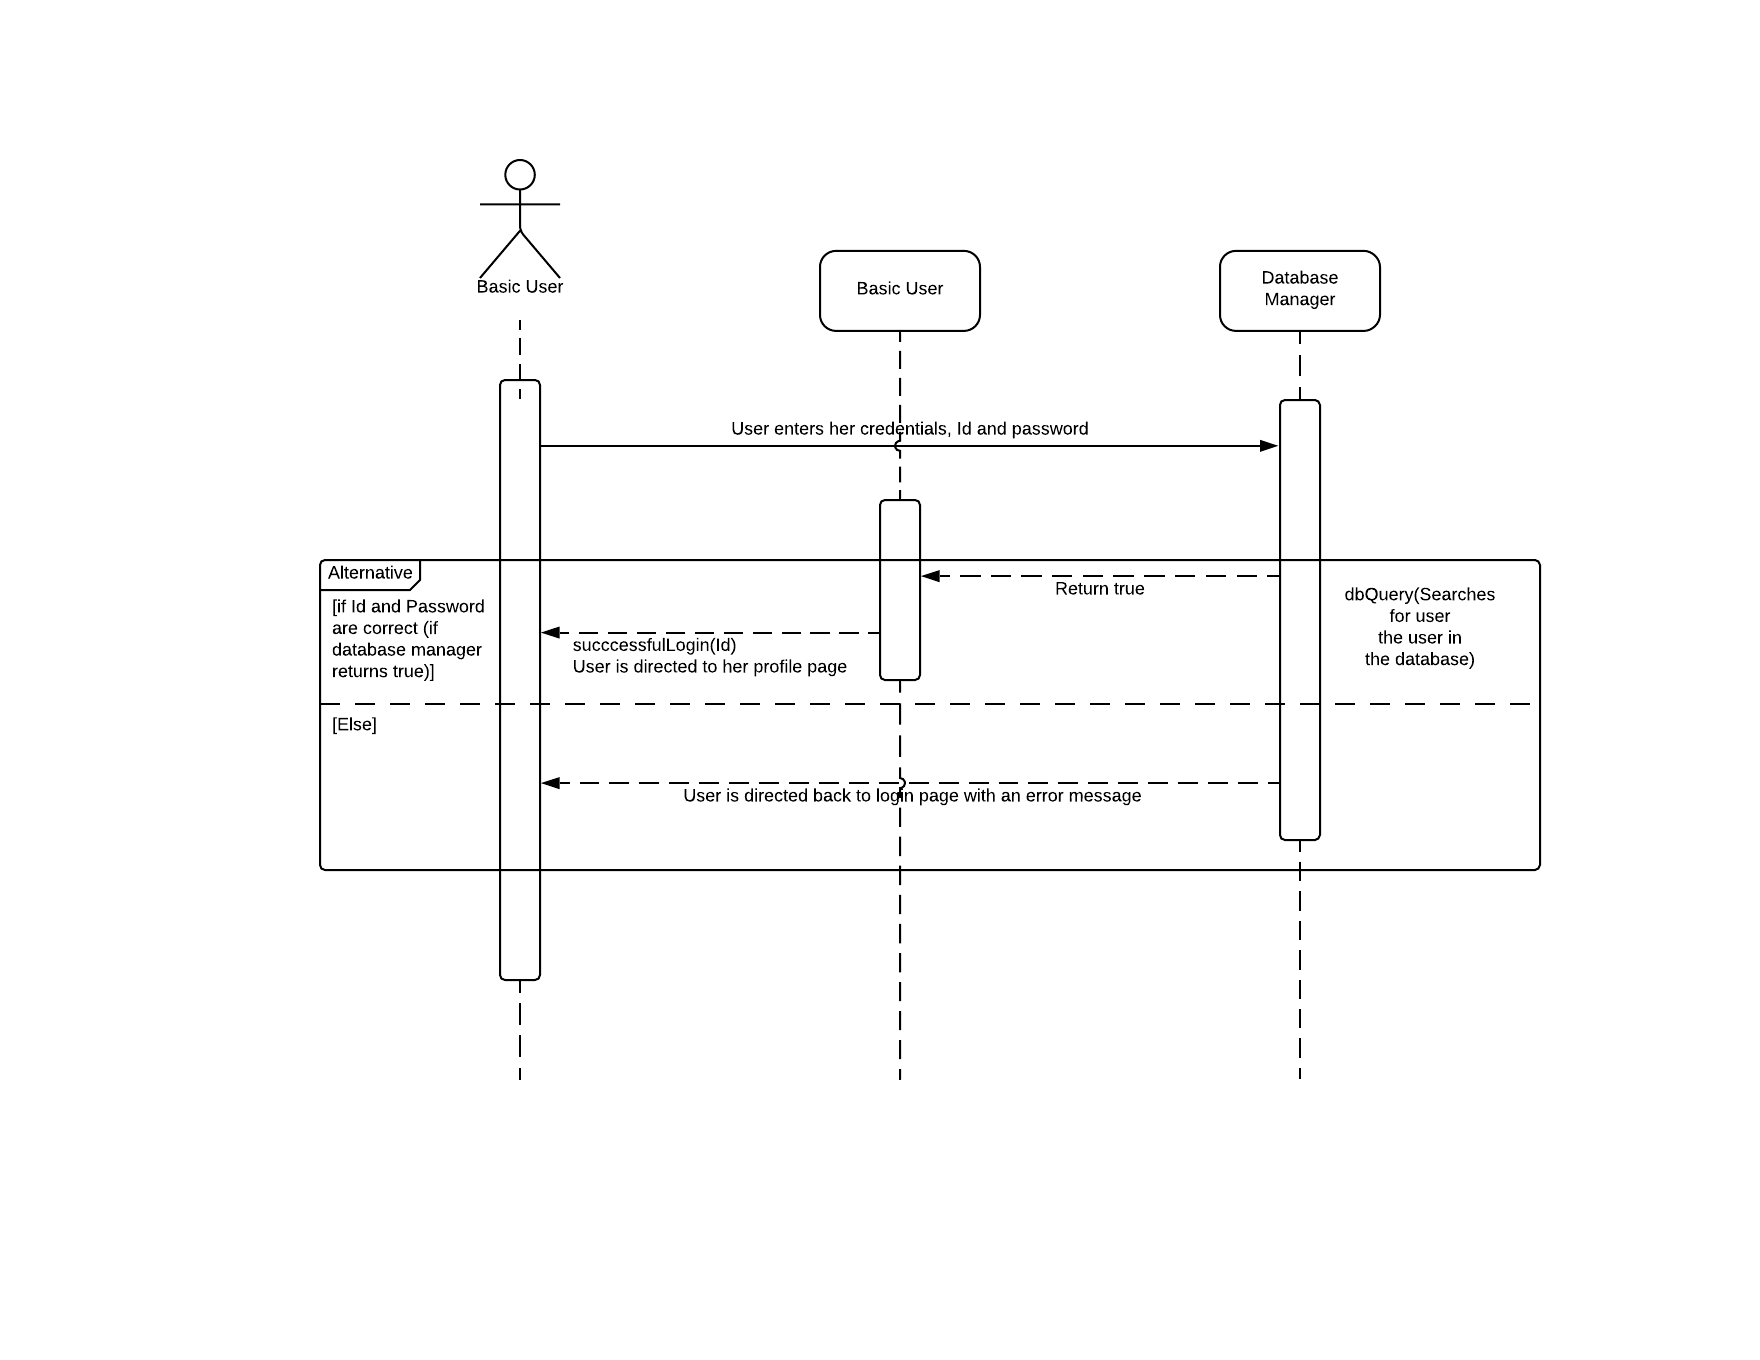 Basic User
Basic User
Database
Manager
User enters her credentials, Id and password
Alternative
[if Id and Password
are correct (if
database manager
returns true)]
Return true
succcessfulLogin(Id)
User is directed to her profile page
dbQuery(Searches
for user
the user in
the database)
[Else]
User is directed back to login page with an error message